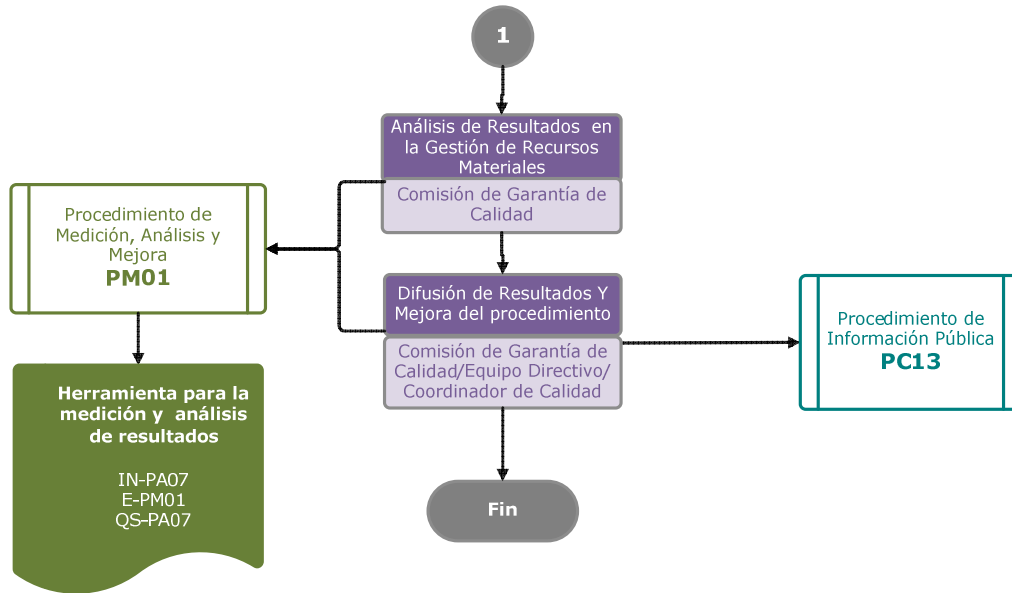 1
Análisis de Resultados en
la Gestión de Recursos
Materiales
Comisión de Garantía de
Calidad
Procedimiento de
Medición, Análisis y
Mejora
PM01
Difusión de Resultados Y
Mejora del procedimiento
Comisión de Garantía de
Calidad/Equipo Directivo/
Coordinador de Calidad
Procedimiento de
Información Pública
PC13
Herramienta para la
medición y análisis
de resultados
IN-PA07
E-PM01
QS-PA07
Fin